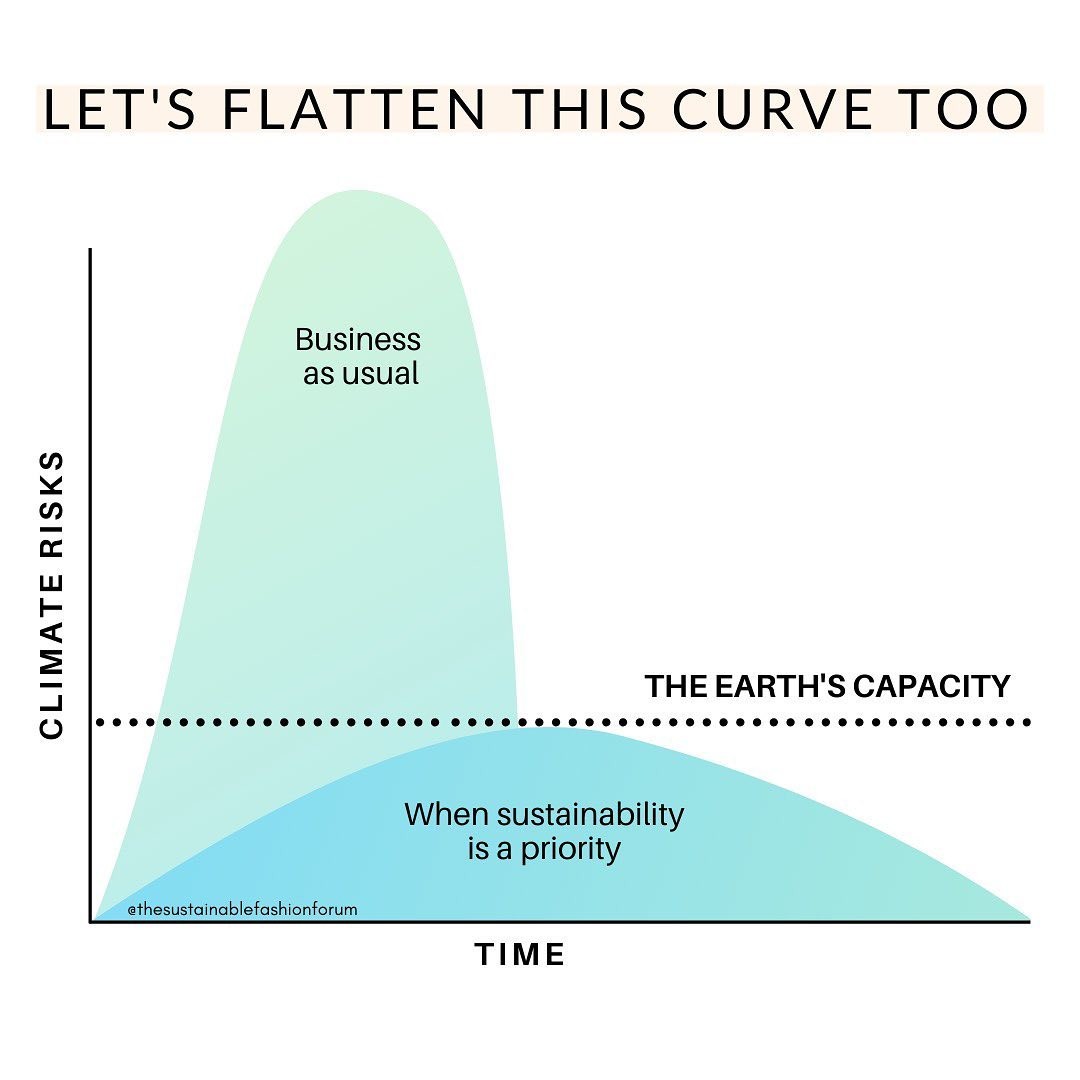 LET'S FLATTEN THIS CURVE TOO
Business
as usual
CLIMATE RISKS
THE EARTH'S CAPACITY
When sustainability
is a priority
@thesustainablefashionforum
TIME